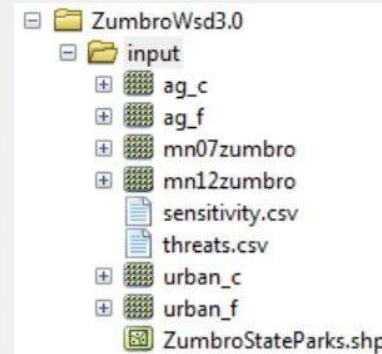 ZumbroWsd3.0
input
ag_c
ag_f
mn07zumbro
mn12zumbro
sensitivity.csv
threats.csv
urban_c
urban_f
ZumbroStateParks.shp